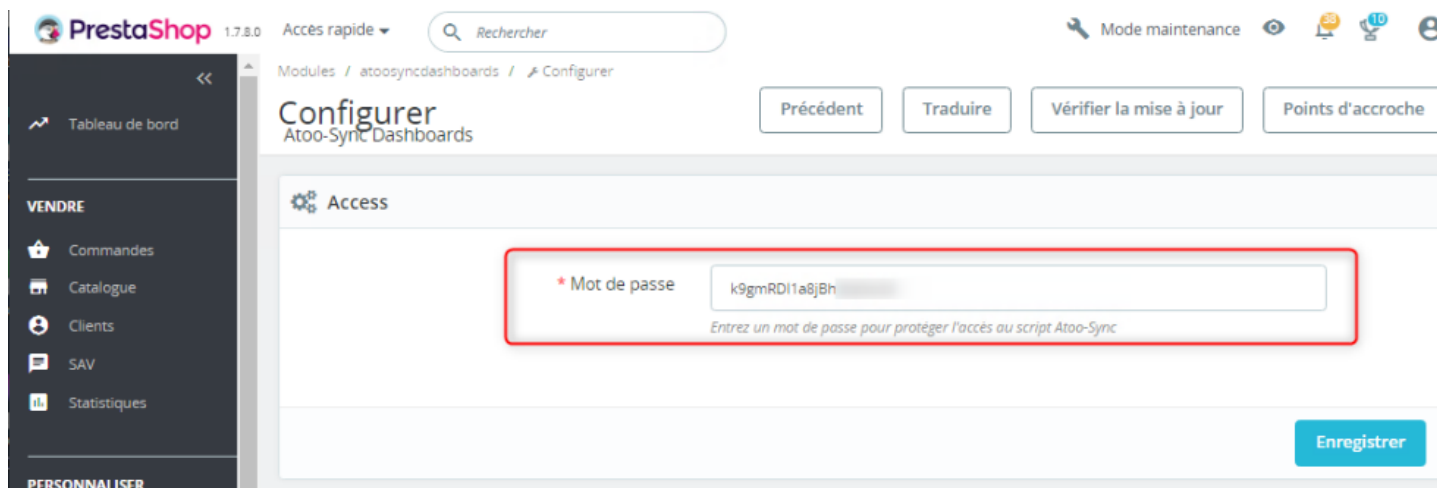 PrestaShop 1.7.8.0 Accès rapide Rechercher Mode maintenance 38 10
Modules / atoosyncdashboards / Configurer
Configurer
Atoo-Sync Dashboards
Précédent Traduire Vérifier la mise à jour Points d'accroche
Tableau de bord
VENDRE
Commandes
Catalogue
Clients
SAV
Statistiques
PERSONNALISER
Access
* Mot de passe k9gmRDl1a8jBh
Entrez un mot de passe pour protéger l'accès au script Atoo-Sync
Enregistrer